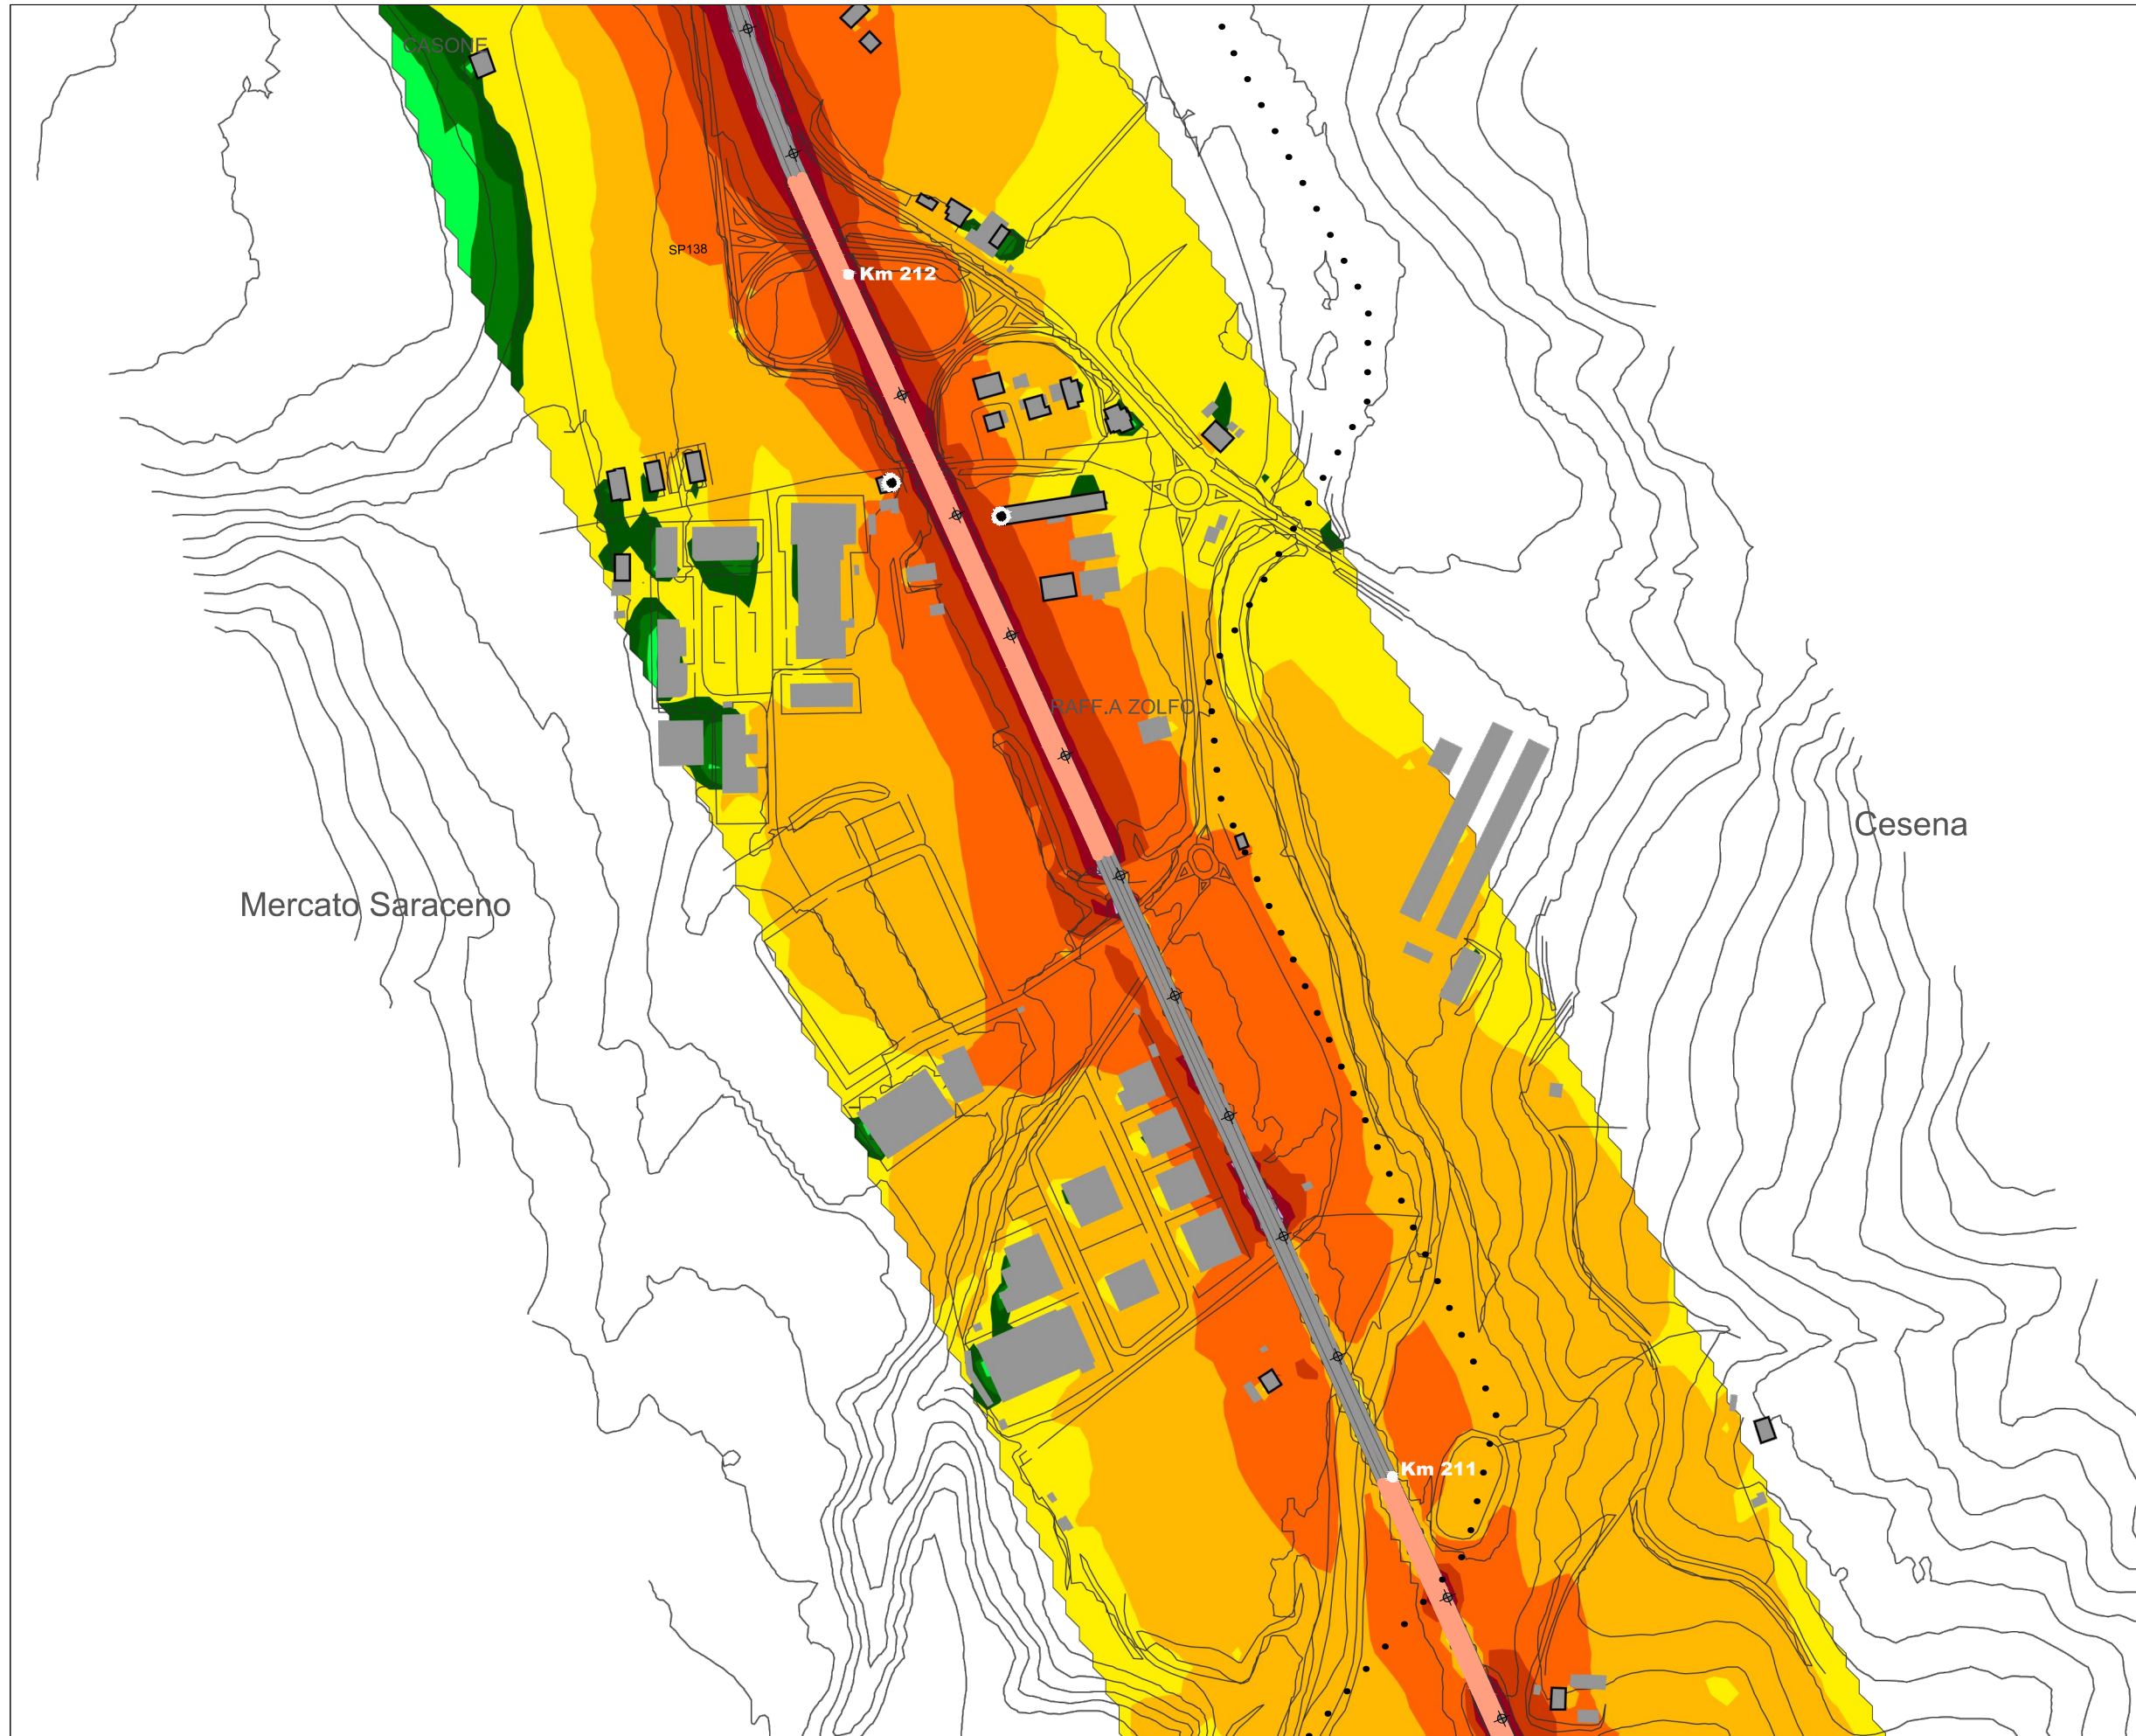 CASONE
SP138
Km 212
RAFF.A ZOLFO
Cesena
Mercato Saraceno
Km 211